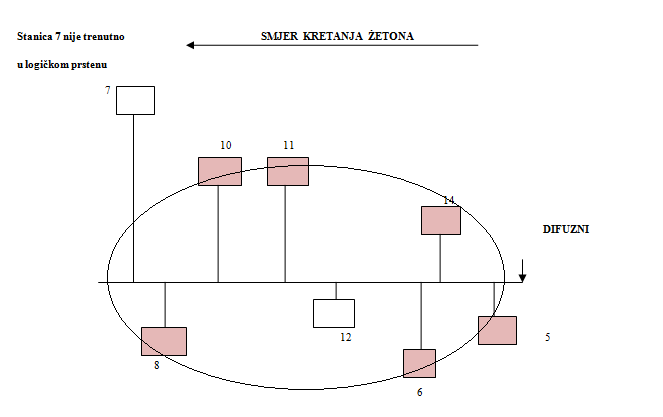 Stanica 7 nije trenutno
SMJER KRETANJA ŽETONA
u logičkom prstenu
7
10
11
14
DIFUZNI
12
5
8
6